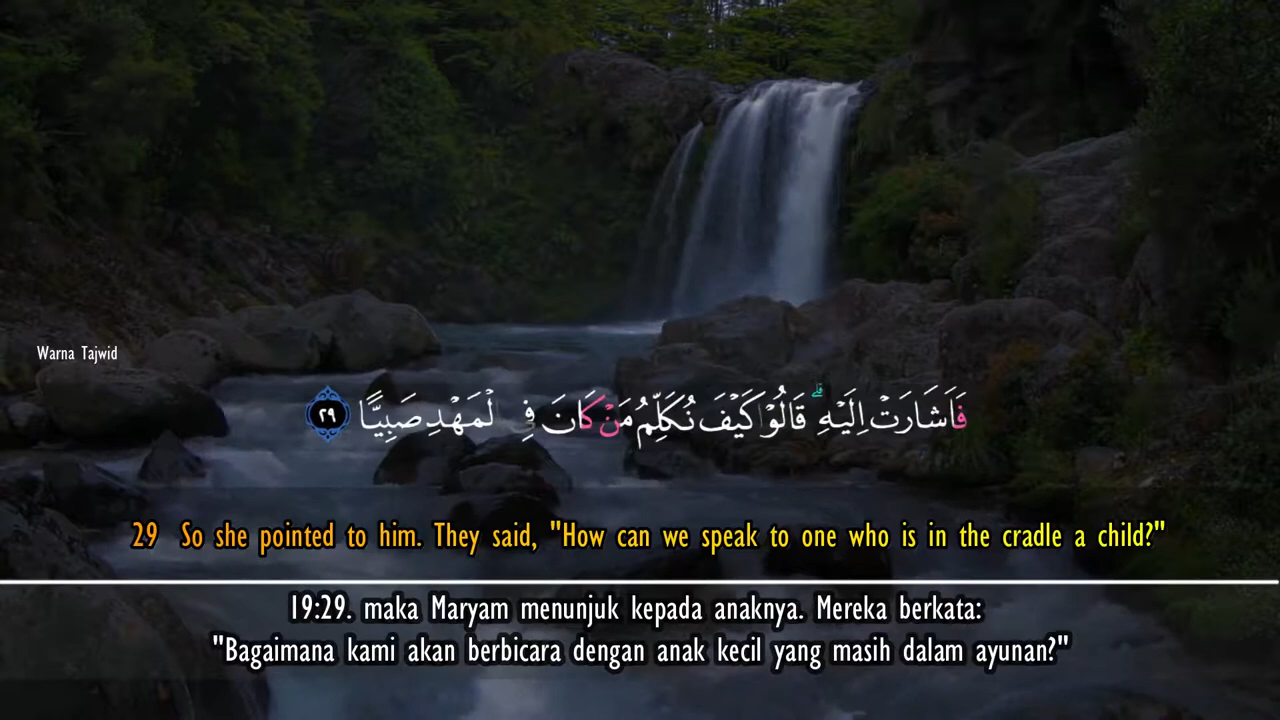 Warna Tajwid
فَاَشَارَتْ اِلَيْهِ ۗ قَالُوْا كَيْفَ نُكَلِّمُ مَنْ كَانَ فِى لْمَهْدِ صَبِيًّا ٢٩
29 So she pointed to him. They said, "How can we speak to one who is in the cradle a child?"
19:29. maka Maryam menunjuk kepada anaknya. Mereka berkata:
"Bagaimana kami akan berbicara dengan anak kecil yang masih dalam ayunan?"